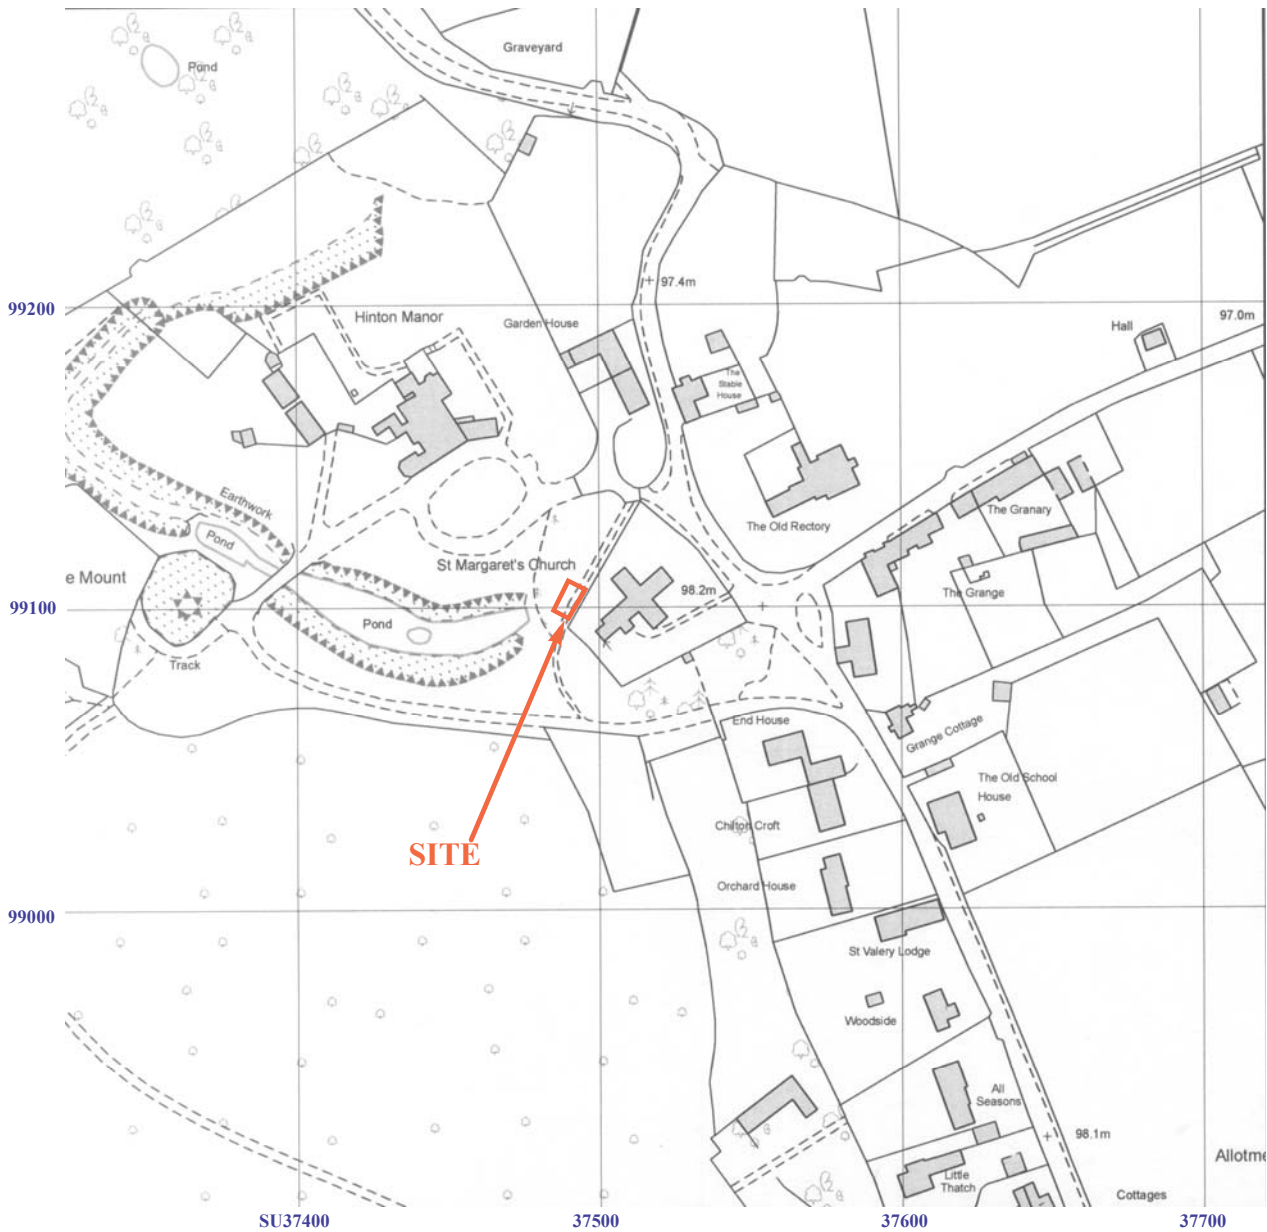 Graveyard
Pond
97.4m
99200
Hinton Manor
Garden House
Hall
97.0m
The
Stable
House
Earthwork
Pond
The Old Rectory
The Granary
e Mount
St Margaret's Church
98.2m
The Grange
99100
Pond
Track
End House
Grange Cottage
The Old School
House
Chilton Croft
SITE
Orchard House
99000
St Valery Lodge
Woodside
All
Seasons
98.1m
Allotme
Little
Thatch
Cottages
SU37400
37500
37600
37700